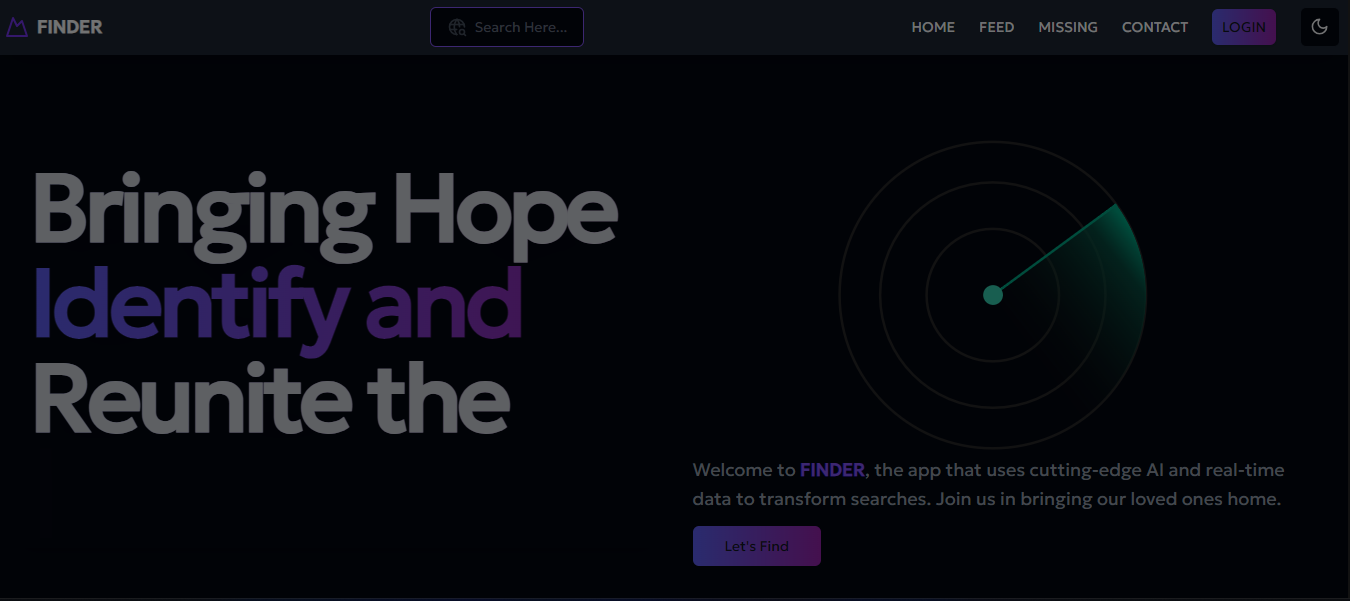 FINDER
Search Here...
HOME
FEED
MISSING
CONTACT
LOGIN
Bringing Hope
Identify and
Reunite the
Welcome to FINDER, the app that uses cutting-edge AI and real-time
data to transform searches. Join us in bringing our loved ones home.
Let's Find